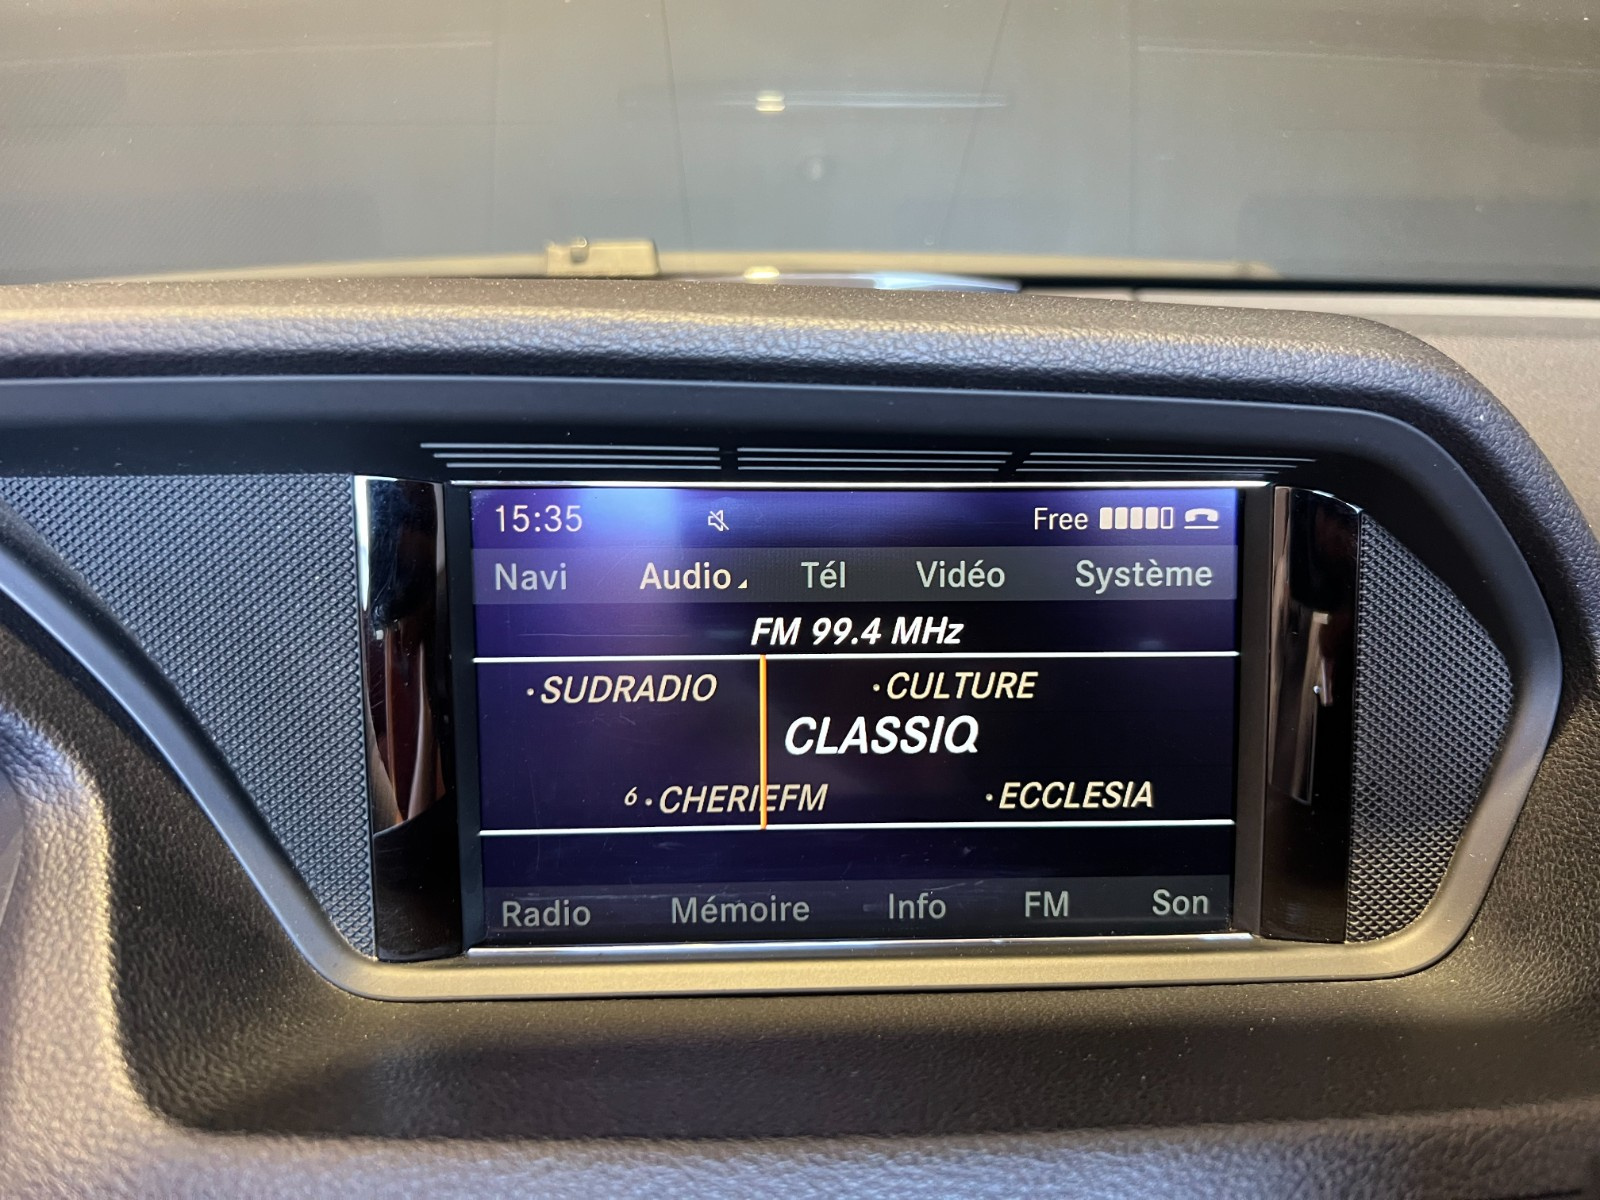 15:35 Free
Navi Audio Tél Vidéo Système
FM 99.4 MHz
·SUDRADIO ·CULTURE
CLASSIQ
6·CHERIEFM ·ECCLESIA
Radio Mémoire Info FM Son